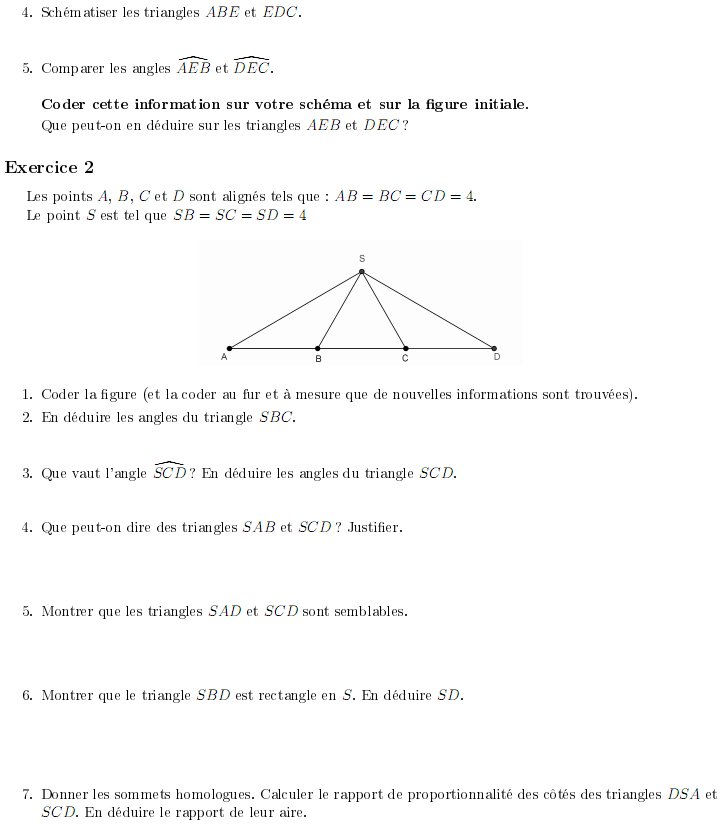 4. Schématiser les triangles ABE et EDC.
5. Comparer les angles $\widehat{AEB}$ et $\widehat{DEC}$.
Coder cette information sur votre schéma et sur la figure initiale.
Que peut-on en déduire sur les triangles AEB et DEC ?
Exercice 2
Les points A, B, C et D sont alignés tels que : AB = BC = CD = 4.
Le point S est tel que SB = SC = SD = 4
S
A B C D
1. Coder la figure (et la coder au fur et à mesure que de nouvelles informations sont trouvées).
2. En déduire les angles du triangle SBC.
3. Que vaut l'angle $\widehat{SCD}$ ? En déduire les angles du triangle SCD.
4. Que peut-on dire des triangles SAB et SCD ? Justifier.
5. Montrer que les triangles SAD et SCD sont semblables.
6. Montrer que le triangle SBD est rectangle en S. En déduire SD.
7. Donner les sommets homologues. Calculer le rapport de proportionnalité des côtés des triangles DSA et
SCD. En déduire le rapport de leur aire.